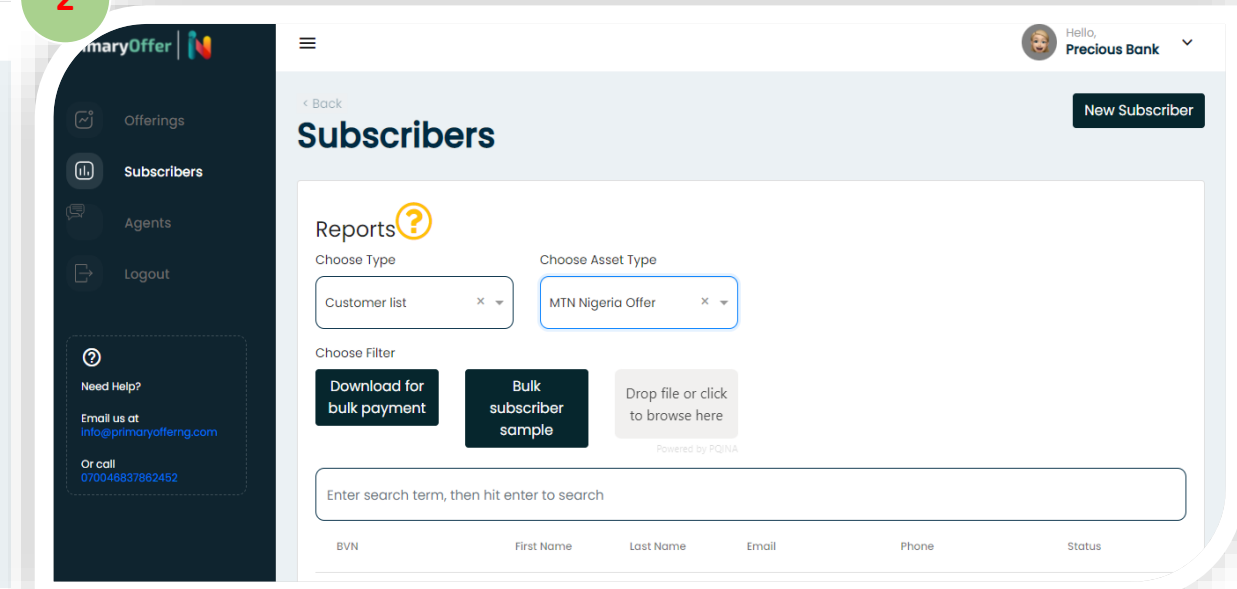 2
maryOffer
Hello,
Precious Bank
Offerings
Subscribers
Agents
Logout
Need Help?
Email us at
info@primaryofferng.com
Or call
070046837862452
< Back
Subscribers
New Subscriber
Reports
Choose Type
Choose Asset Type
Customer list × 
MTN Nigeria Offer ×
Choose Filter
Download for
bulk payment
Bulk
subscriber
sample
Drop file or click
to browse here
Powered by PQINA
Enter search term, then hit enter to search
BVN First Name Last Name Email Phone Status